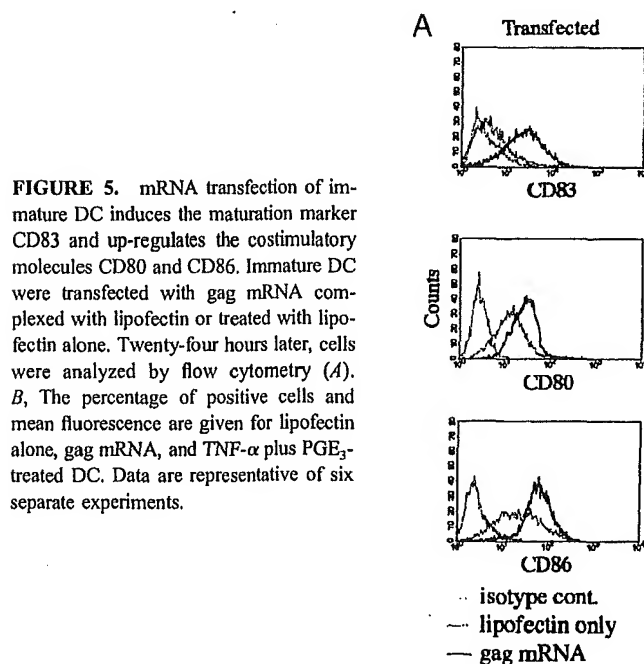 A
Transfected
FIGURE 5. mRNA transfection of im-
mature DC induces the maturation marker
CD83 and up-regulates the costimulatory
molecules CD80 and CD86. Immature DC
were transfected with gag mRNA com-
plexed with lipofectin or treated with lipo-
fectin alone. Twenty-four hours later, cells
were analyzed by flow cytometry (A).
B, The percentage of positive cells and
mean fluorescence are given for lipofectin
alone, gag mRNA, and TNF-α plus PGE₃-
treated DC. Data are representative of six
separate experiments.
CD83
Counts
CD80
CD86
isotype cont.
lipofectin only
gag mRNA